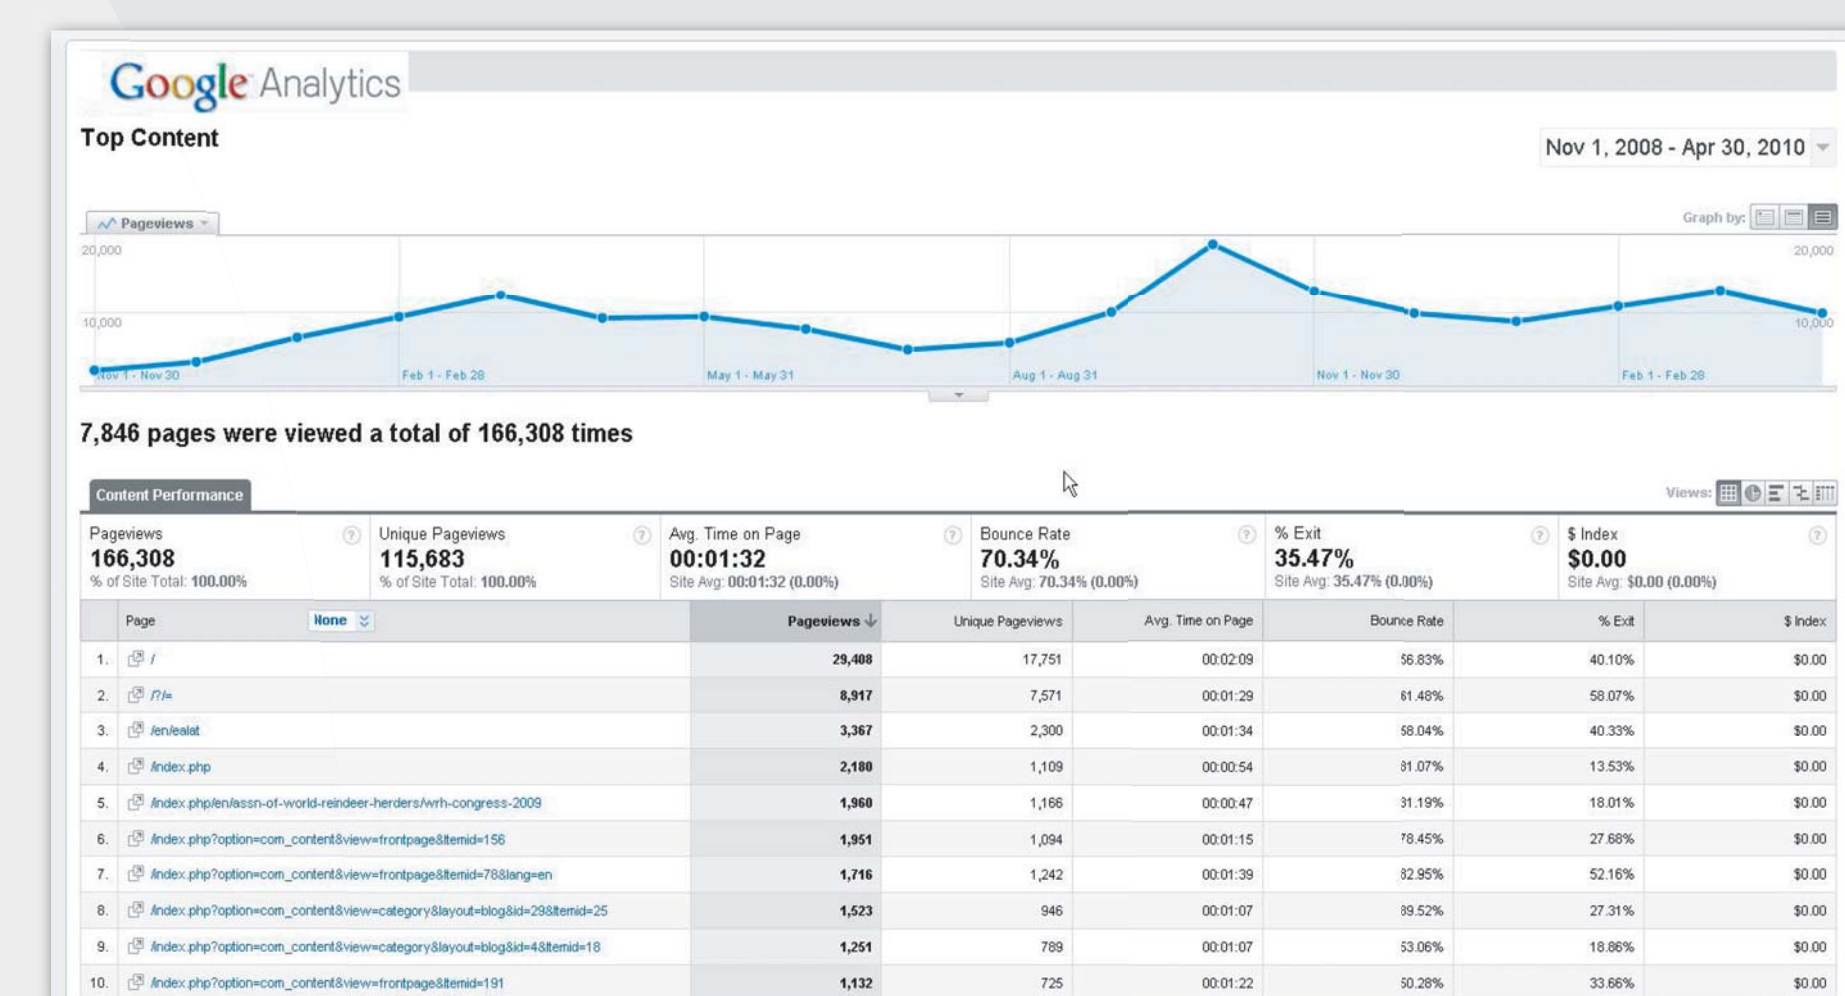 Google Analytics
Top Content
Nov 1, 2008 - Apr 30, 2010
Pageviews
Graph by:
20,000
20,000
10,000
10,000
Nov 1 - Nov 30
Feb 1 - Feb 28
May 1 - May 31
Aug 1 - Aug 31
Nov 1 - Nov 30
Feb 1 - Feb 28
7,846 pages were viewed a total of 166,308 times
Content Performance
Views:
Pageviews ? Unique Pageviews ? Avg. Time on Page ? Bounce Rate ? % Exit ? $ Index ?
166,308 115,683 00:01:32 70.34% 35.47% $0.00
% of Site Total: 100.00% % of Site Total: 100.00% Site Avg: 00:01:32 (0.00%) Site Avg: 70.34% (0.00%) Site Avg: 35.47% (0.00%) Site Avg: $0.00 (0.00%)
Page None Pageviews Unique Pageviews Avg. Time on Page Bounce Rate % Exit $ Index
1. / 29,408 17,751 00:02:09 56.83% 40.10% $0.00
2. /?/= 8,917 7,571 00:01:29 61.48% 58.07% $0.00
3. /en/ealat 3,367 2,300 00:01:34 58.04% 40.33% $0.00
4. /index.php 2,180 1,109 00:00:54 13.53% $0.00
5. /index.php/en/assn-of-world-reindeer-herders/wrh-congress-2009 1,960 1,166 00:00:47 31.19% 18.01% $0.00
6. /index.php?option=com_content&view=frontpage&Itemid=156 1,951 1,094 00:01:15 78.45% 27.68% $0.00
7. /index.php?option=com_content&view=frontpage&Itemid=78&lang=en 1,716 1,242 00:01:39 82.95% 52.16% $0.00
8. /index.php?option=com_content&view=category&layout=blog&id=29&Itemid=25 1,523 946 00:01:07 89.52% 27.31% $0.00
9. /index.php?option=com_content&view=category&layout=blog&id=4&Itemid=18 1,251 789 00:01:07 53.06% 18.86% $0.00
10. /index.php?option=com_content&view=frontpage&Itemid=191 1,132 725 00:01:22 33.66% $0.00